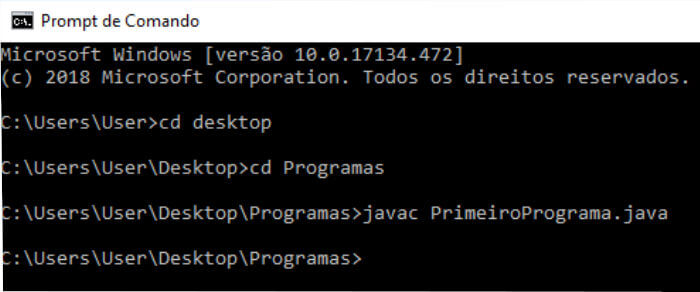 Prompt de Comando
Microsoft Windows [versão 10.0.17134.472]
(c) 2018 Microsoft Corporation. Todos os direitos reservados.
C:\Users\User>cd desktop
C:\Users\User\Desktop>cd Programas
C:\Users\User\Desktop\Programas>javac PrimeiroPrograma.java
C:\Users\User\Desktop\Programas>